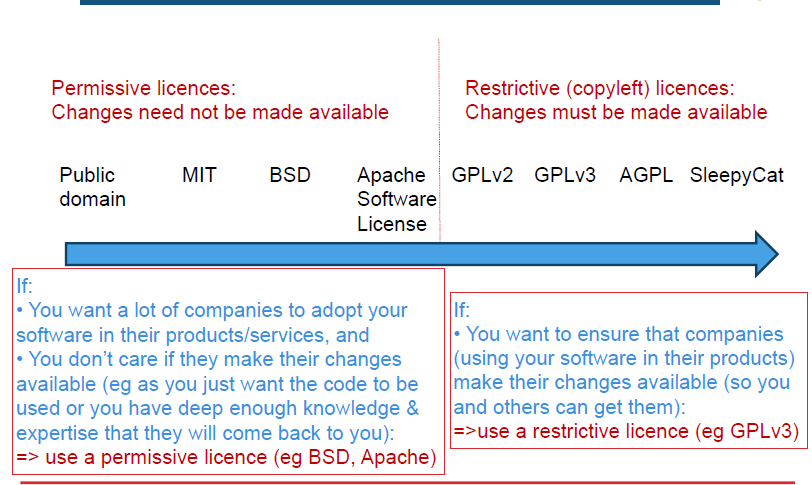 Permissive licences:
Changes need not be made available
Restrictive (copyleft) licences:
Changes must be made available
Public
domain
MIT
BSD
Apache
Software
License
GPLv2
GPLv3
AGPL
SleepyCat
If:
• You want a lot of companies to adopt your
software in their products/services, and
• You don’t care if they make their changes
available (eg as you just want the code to be
used or you have deep enough knowledge &
expertise that they will come back to you):
=> use a permissive licence (eg BSD, Apache)
If:
• You want to ensure that companies
(using your software in their products)
make their changes available (so you
and others can get them):
=>use a restrictive licence (eg GPLv3)